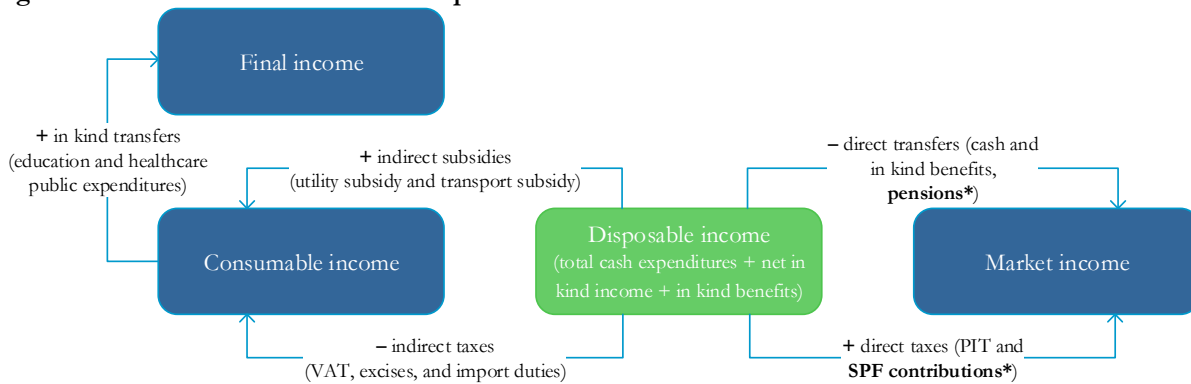 Final income
+ in kind transfers
(education and healthcare
public expenditures)
+ indirect subsidies
(utility subsidy and transport subsidy)
– direct transfers (cash and
in kind benefits,
pensions*)
Consumable income
Disposable income
(total cash expenditures + net in
kind income + in kind benefits)
Market income
– indirect taxes
(VAT, excises, and import duties)
+ direct taxes (PIT and
SPF contributions*)